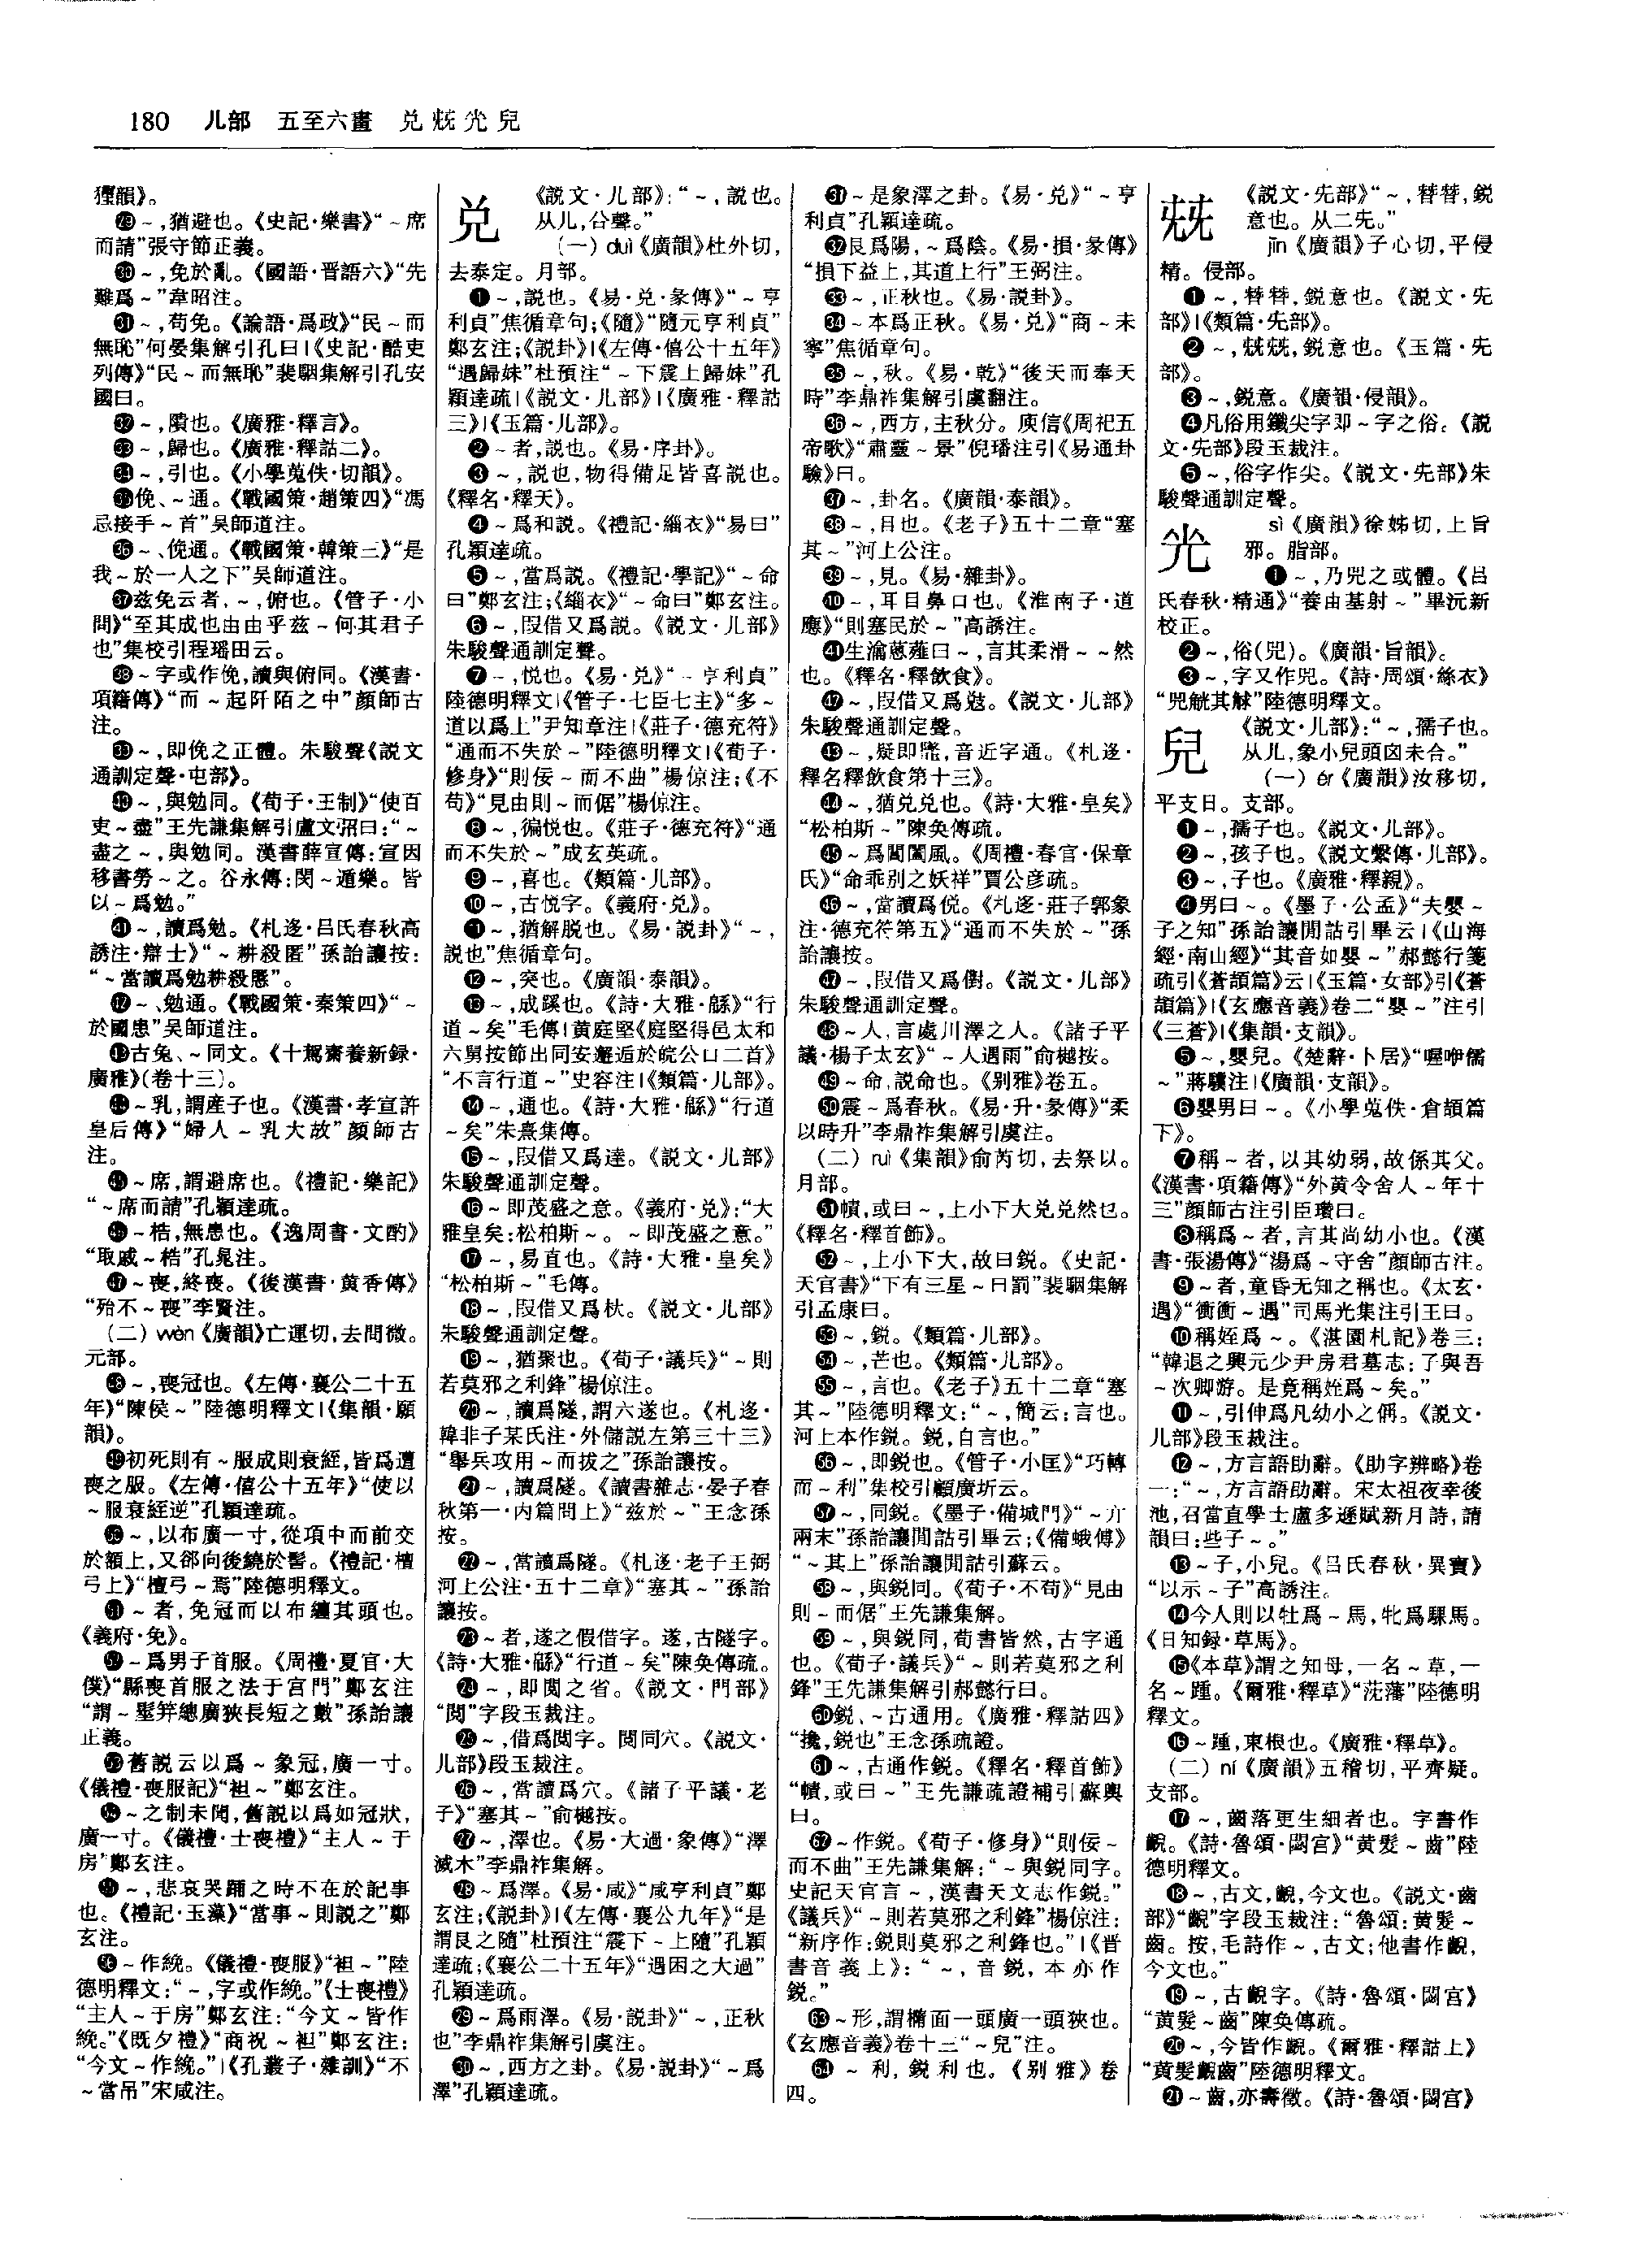 180 儿部 五至六畫 兑兓光兒
獮韻》。
㉙～,猶避也。《史記·樂書》“～席
而請”張守節正義。
㉚～,免於亂。《國語·晋語六》“先
難爲～”韋昭注。
㉛～,苟免。《論語·爲政》“民～而
無恥”何晏集解引孔曰|《史記·酷吏
列傳》“民～而無恥”裴駰集解引孔安
國曰。
㉜～,隤也。《廣雅·釋言》。
㉝～,歸也。《廣雅·釋詁二》。
㉞～,引也。《小學蒐佚·切韻》。
㉟俛、～通。《戰國策·趙策四》“馮
忌接手～首”吴師道注。
㊱～、俛通。《戰國策·韓策三》“是
我～於一人之下”吴師道注。
㊲兹免云者,～,俯也。《管子·小
問》“至其成也由由乎兹～何其君子
也”集校引程瑶田云。
㊳～字或作俛,讀與俯同。《漢書·
項籍傳》“而～起阡陌之中”顔師古
注。
㊴～,即俛之正體。朱駿聲《説文
通訓定聲·屯部》。
㊵～,與勉同。《荀子·王制》“使百
吏～盡”王先謙集解引盧文弨曰:“～
盡之～,與勉同。漢書薛宣傳:宣因
移書勞～之。谷永傳:閔～遁樂。皆
以～爲勉。”
㊶～,讀爲勉。《札迻·吕氏春秋高
誘注·辯士》“～耕殺匿”孫詒讓按:
“～當讀爲勉耕殺慝”。
㊷～、勉通。《戰國策·秦策四》“～
於國患”吴師道注。
㊸古兔、～同文。《十駕齋養新録·
廣雅》(卷十三)。
㊹～乳,謂産子也。《漢書·孝宣許
皇后傳》“婦人～乳大故”顔師古
注。
㊺～席,謂避席也。《禮記·樂記》
“～席而請”孔穎達疏。
㊻～梏,無患也。《逸周書·文酌》
“取戚～梏”孔晁注。
㊼～喪,終喪。《後漢書·黄香傳》
“殆不～喪”李賢注。
(二)wèn《廣韻》亡運切,去問微。
元部。
㊽～,喪冠也。《左傳·襄公二十五
年》“陳侯～”陸德明釋文|《集韻·願
韻》。
㊾初死則有～服成則衰絰,皆爲遭
喪之服。《左傳·僖公十五年》“使以
～服衰絰逆”孔穎達疏。
㊿～,以布廣一寸,從項中而前交
於額上,又郤向後繞於髻。《禮記·檀
弓上》“檀弓～焉”陸德明釋文。
51～者,免冠而以布纏其頭也。
《義府·免》。
52～爲男子首服。《周禮·夏官·大
僕》“縣喪首服之法于宫門”鄭玄注
“謂～髽笄總廣狹長短之數”孫詒讓
正義。
53舊説云以爲～象冠,廣一寸。
《儀禮·喪服記》“袒～”鄭玄注。
54～之制未聞,舊説以爲如冠狀,
廣一寸。《儀禮·士喪禮》“主人～于
房”鄭玄注。
55～,悲哀哭踊之時不在於記事
也。《禮記·玉藻》“當事～則説之”鄭
玄注。
56～作絻。《儀禮·喪服》“袒～”陸
德明釋文:“～,字或作絻。”《士喪禮》
“主人～于房”鄭玄注:“今文～皆作
絻。”《既夕禮》“商祝～袒”鄭玄注:
“今文～作絻。”|《孔叢子·雜訓》“不
～當吊”宋咸注。
兑 《説文·儿部》:“～,説也。
从儿,㕣聲。”
(一)duì《廣韻》杜外切,
去泰定。月部。
❶～,説也。《易·兑·彖傳》“～亨
利貞”焦循章句;《隨》“隨元亨利貞”
鄭玄注;《説卦》|《左傳·僖公十五年》
“遇歸妹”杜預注“～下震上歸妹”孔
穎達疏|《説文·儿部》|《廣雅·釋詁
三》|《玉篇·儿部》。
❷～者,説也。《易·序卦》。
❸～,説也,物得備足皆喜説也。
《釋名·釋天》。
❹～爲和説。《禮記·緇衣》“易曰”
孔穎達疏。
❺～,當爲説。《禮記·學記》“～命
曰”鄭玄注;《緇衣》“～命曰”鄭玄注。
❻～,叚借又爲説。《説文·儿部》
朱駿聲通訓定聲。
❼～,悦也。《易·兑》“～亨利貞”
陸德明釋文|《管子·七臣七主》“多～
道以爲上”尹知章注|《莊子·德充符》
“通而不失於～”陸德明釋文|《荀子·
修身》“則佞～而不曲”楊倞注;《不
苟》“見由則～而倨”楊倞注。
❽～,徧悦也。《莊子·德充符》“通
而不失於～”成玄英疏。
❾～,喜也。《類篇·儿部》。
❿～,古悦字。《義府·兑》。
⓫～,猶解脱也。《易·説卦》“～,
説也”焦循章句。
⓬～,突也。《廣韻·泰韻》。
⓭～,成蹊也。《詩·大雅·緜》“行
道～矣”毛傳|黄庭堅《庭堅得邑太和
六舅按節出同安邂逅於皖公口二首》
“不言行道～”史容注|《類篇·儿部》。
⓮～,通也。《詩·大雅·緜》“行道
～矣”朱熹集傳。
⓯～,叚借又爲達。《説文·儿部》
朱駿聲通訓定聲。
⓰～即茂盛之意。《義府·兑》:“大
雅皇矣:松柏斯～。～即茂盛之意。”
⓱～,易直也。《詩·大雅·皇矣》
“松柏斯～”毛傳。
⓲～,叚借又爲杕。《説文·儿部》
朱駿聲通訓定聲。
⓳～,猶聚也。《荀子·議兵》“～則
若莫邪之利鋒”楊倞注。
⓴～,讀爲隧,謂六遂也。《札迻·
韓非子某氏注·外儲説左第三十三》
“舉兵攻用～而拔之”孫詒讓按。
㉑～,讀爲隧。《讀書雜志·晏子春
秋第一·内篇問上》“兹於～”王念孫
按。
㉒～,當讀爲隧。《札迻·老子王弼
河上公注·五十二章》“塞其～”孫詒
讓按。
㉓～者,遂之假借字。遂,古隧字。
《詩·大雅·緜》“行道～矣”陳奂傳疏。
㉔～,即閲之省。《説文·門部》
“閲”字段玉裁注。
㉕～,借爲閲字。閲同穴。《説文·
儿部》段玉裁注。
㉖～,當讀爲穴。《諸子平議·老
子》“塞其～”俞樾按。
㉗～,澤也。《易·大過·象傳》“澤
滅木”李鼎祚集解。
㉘～爲澤。《易·咸》“咸亨利貞”鄭
玄注;《説卦》|《左傳·襄公九年》“是
謂艮之隨”杜預注“震下～上隨”孔穎
達疏;《襄公二十五年》“遇困之大過”
孔穎達疏。
㉙～爲雨澤。《易·説卦》“～,正秋
也”李鼎祚集解引虞注。
㉚～,西方之卦。《易·説卦》“～爲
澤”孔穎達疏。
㉛～是象澤之卦。《易·兑》“～亨
利貞”孔穎達疏。
㉜艮爲陽,～爲陰。《易·損·彖傳》
“損下益上,其道上行”王弼注。
㉝～,正秋也。《易·説卦》。
㉞～本爲正秋。《易·兑》“商～未
寧”焦循章句。
㉟～,秋。《易·乾》“後天而奉天
時”李鼎祚集解引虞翻注。
㊱～,西方,主秋分。庾信《周祀五
帝歌》“肅靈～景”倪璠注引《易通卦
驗》曰。
㊲～,卦名。《廣韻·泰韻》。
㊳～,目也。《老子》五十二章“塞
其～”河上公注。
㊴～,見。《易·雜卦》。
㊵～,耳目鼻口也。《淮南子·道
應》“則塞民於～”高誘注。
㊶生瀹葱薤曰～,言其柔滑～～然
也。《釋名·釋飲食》。
㊷～,叚借又爲㲋。《説文·儿部》
朱駿聲通訓定聲。
㊸～,疑即㲋,音近字通。《札迻·
釋名釋飲食第十三》。
㊹～,猶兑兑也。《詩·大雅·皇矣》
“松柏斯～”陳奂傳疏。
㊺～爲閶闔風。《周禮·春官·保章
氏》“命乖别之妖祥”賈公彦疏。
㊻～,當讀爲悦。《札迻·莊子郭象
注·德充符第五》“通而不失於～”孫
詒讓按。
㊼～,叚借又爲㒆。《説文·儿部》
朱駿聲通訓定聲。
㊽～人,言處川澤之人。《諸子平
議·楊子太玄》“～人遇雨”俞樾按。
㊾～命,説命也。《别雅》卷五。
㊿震～爲春秋。《易·升·彖傳》“柔
以時升”李鼎祚集解引虞注。
(二)ruì《集韻》俞芮切,去祭以。
月部。
51幘,或曰～,上小下大兑兑然也。
《釋名·釋首飾》。
52～,上小下大,故曰鋭。《史記·
天官書》“下有三星～曰罰”裴駰集解
引孟康曰。
53～,鋭。《類篇·儿部》。
54～,芒也。《類篇·儿部》。
55～,言也。《老子》五十二章“塞
其～”陸德明釋文:“～,簡云:言也。
河上本作鋭。鋭,自言也。”
56～,即鋭也。《管子·小匡》“巧轉
而～利”集校引顧廣圻云。
57～,同鋭。《墨子·備城門》“～亓
兩末”孫詒讓閒詁引畢云;《備蛾傅》
“～其上”孫詒讓閒詁引蘇云。
58～,與鋭同。《荀子·不苟》“見由
則～而倨”王先謙集解。
59～,與鋭同,荀書皆然,古字通
也。《荀子·議兵》“～則若莫邪之利
鋒”王先謙集解引郝懿行曰。
60鋭、～古通用。《廣雅·釋詁四》
“攙,鋭也”王念孫疏證。
61～,古通作鋭。《釋名·釋首飾》
“幘,或曰～”王先謙疏證補引蘇輿
曰。
62～作鋭。《荀子·修身》“則佞～
而不曲”王先謙集解:“～與鋭同字。
史記天官言～,漢書天文志作鋭。”
《議兵》“～則若莫邪之利鋒”楊倞注:
“新序作:鋭則莫邪之利鋒也。”|《晋
書音義上》:“～,音鋭,本亦作
鋭。”
63～形,謂橢面一頭廣一頭狹也。
《玄應音義》卷十三“～兒”注。
64～利,鋭利也。《别雅》卷
四。
兓 《説文·兂部》“～,朁朁,鋭
意也。从二兂。”
jīn《廣韻》子心切,平侵
精。侵部。
❶～,朁朁,鋭意也。《説文·兂
部》|《類篇·兂部》。
❷～,兓兓,鋭意也。《玉篇·兂
部》。
❸～,鋭意。《廣韻·侵韻》。
❹凡俗用鑯尖字即～字之俗。《説
文·兂部》段玉裁注。
❺～,俗字作尖。《説文·兂部》朱
駿聲通訓定聲。
sì《廣韻》徐姊切,上旨
邪。脂部。
❶～,乃兕之或體。《吕
氏春秋·精通》“養由基射～”畢沅新
校正。
❷～,俗(兕)。《廣韻·旨韻》。
❸～,字又作兕。《詩·周頌·絲衣》
“兕觥其觩”陸德明釋文。
兒 《説文·儿部》:“～,孺子也。
从儿,象小兒頭囟未合。”
(一)ér《廣韻》汝移切,
平支日。支部。
❶～,孺子也。《説文·儿部》。
❷～,孩子也。《説文繫傳·儿部》。
❸～,子也。《廣雅·釋親》。
❹男曰～。《墨子·公孟》“夫嬰～
子之知”孫詒讓閒詁引畢云|《山海
經·南山經》“其音如嬰～”郝懿行箋
疏引《蒼頡篇》云|《玉篇·女部》引《蒼
頡篇》|《玄應音義》卷二“嬰～”注引
《三蒼》|《集韻·支韻》。
❺～,嬰兒。《楚辭·卜居》“喔咿儒
～”蔣驥注|《廣韻·支韻》。
❻嬰男曰～。《小學蒐佚·倉頡篇
下》。
❼稱～者,以其幼弱,故係其父。
《漢書·項籍傳》“外黄令舍人～年十
三”顔師古注引臣瓚曰。
❽稱爲～者,言其尚幼小也。《漢
書·張湯傳》“湯爲～守舍”顔師古注。
❾～者,童昏无知之稱也。《太玄·
遇》“衝衝～遇”司馬光集注引王曰。
❿稱姪爲～。《湛園札記》卷三:
“韓退之興元少尹房君墓志:了與吾
～次卿游。是竟稱姪爲～矣。”
⓫～,引伸爲凡幼小之偁。《説文·
儿部》段玉裁注。
⓬～,方言語助辭。《助字辨略》卷
一:“～,方言語助辭。宋太祖夜幸後
池,召當直學士盧多遜賦新月詩,請
韻曰:些子～。”
⓭～子,小兒。《吕氏春秋·異寶》
“以示～子”高誘注。
⓮今人則以牡爲～馬,牝爲騍馬。
《日知録·草馬》。
⓯《本草》謂之知母,一名～草,一
名～踵。《爾雅·釋草》“莐藩”陸德明
釋文。
⓰～踵,東根也。《廣雅·釋草》。
(二)ní《廣韻》五稽切,平齊疑。
支部。
⓱～,齒落更生細者也。字書作
齯。《詩·魯頌·閟宫》“黄髮～齒”陸
德明釋文。
⓲～,古文,齯,今文也。《説文·齒
部》“齯”字段玉裁注:“魯頌:黄髮～
齒。按,毛詩作～,古文;他書作齯,
今文也。”
⓳～,古齯字。《詩·魯頌·閟宫》
“黄髮～齒”陳奂傳疏。
⓴～,今皆作齯。《爾雅·釋詁上》
“黄髮齯齒”陸德明釋文。
㉑～齒,亦壽徵。《詩·魯頌·閟宫》